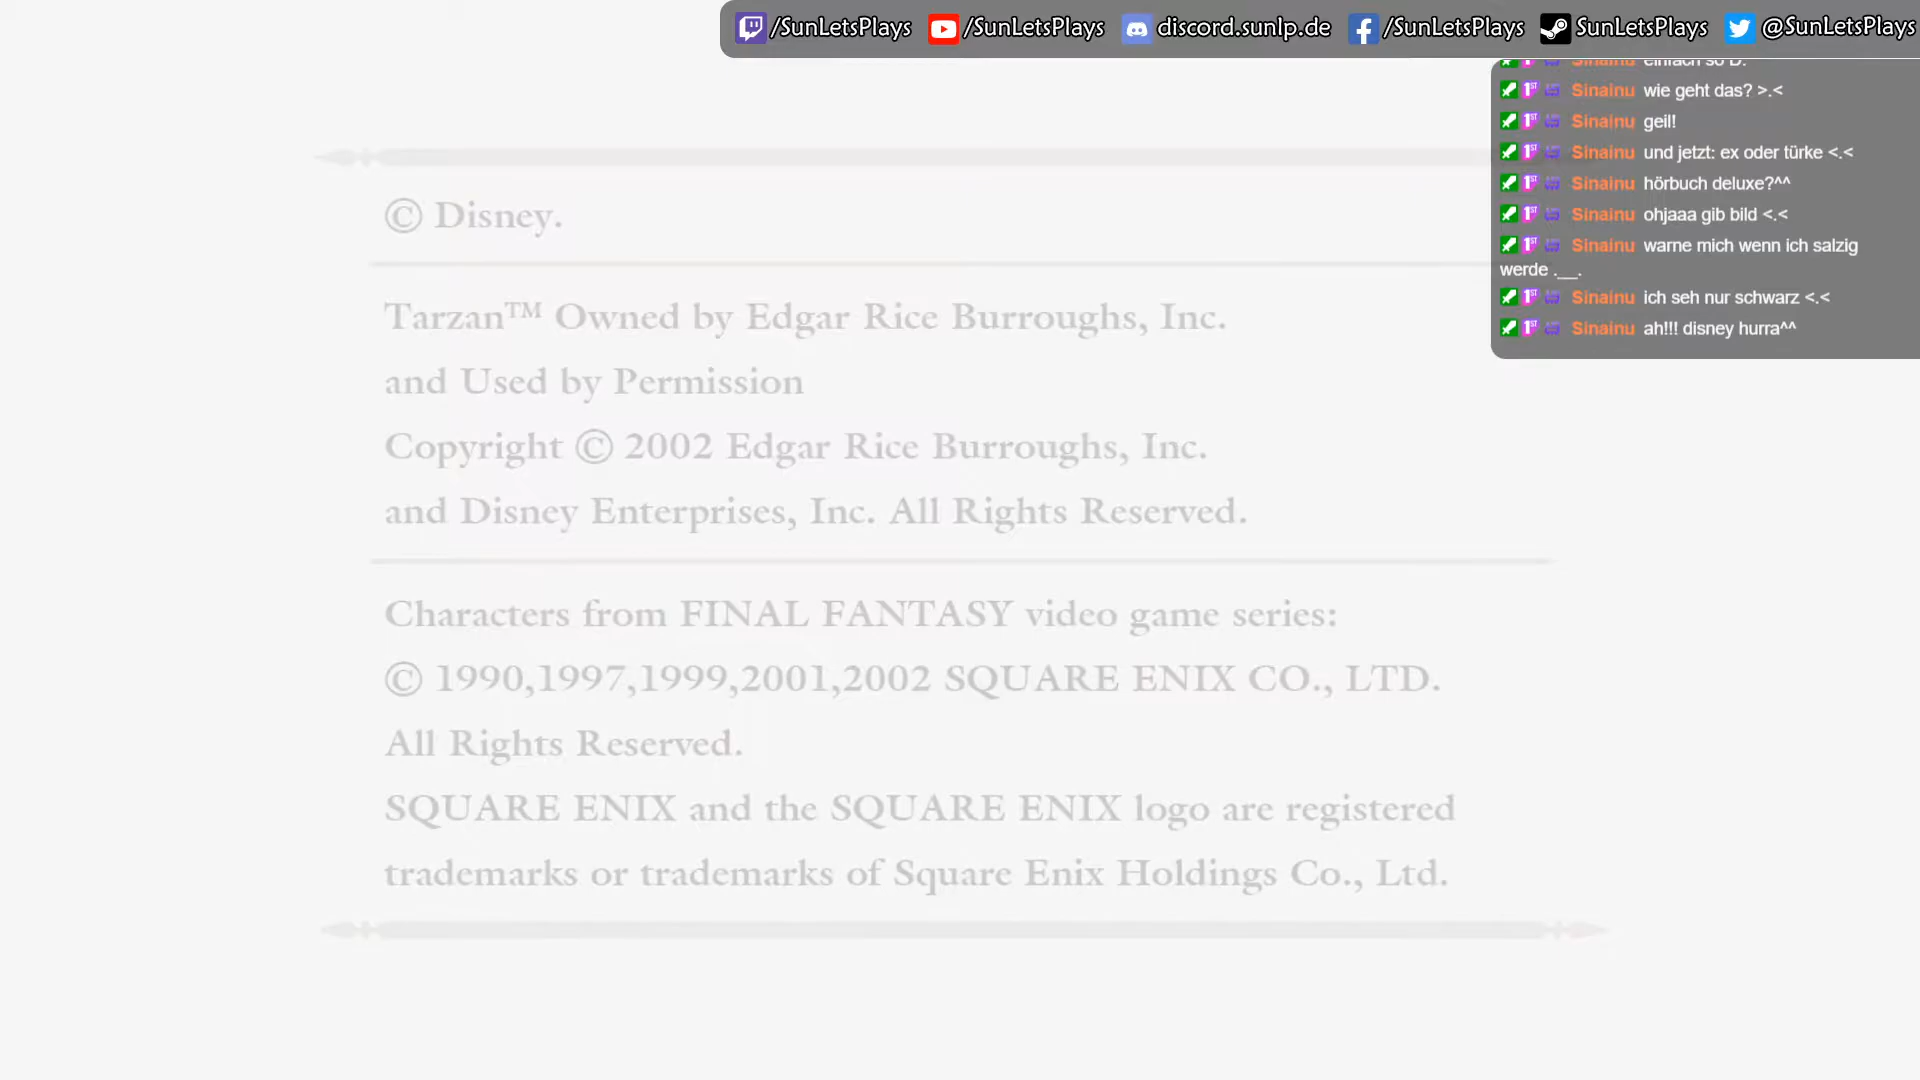 /SunLetsPlays /SunLetsPlays discord.sunlp.de /SunLetsPlays SunLetsPlays @SunLetsPlays
Sinainu einfach so D:
Sinainu wie geht das? >.<
Sinainu geil!
Sinainu und jetzt: ex oder türke <.<
Sinainu hörbuch deluxe?^^
Sinainu ohjaaa gib bild <.<
Sinainu warne mich wenn ich salzig
werde .__.
Sinainu ich seh nur schwarz <.<
Sinainu ah!!! disney hurra^^
© Disney.
Tarzan™ Owned by Edgar Rice Burroughs, Inc.
and Used by Permission
Copyright © 2002 Edgar Rice Burroughs, Inc.
and Disney Enterprises, Inc. All Rights Reserved.
Characters from FINAL FANTASY video game series:
© 1990,1997,1999,2001,2002 SQUARE ENIX CO., LTD.
All Rights Reserved.
SQUARE ENIX and the SQUARE ENIX logo are registered
trademarks or trademarks of Square Enix Holdings Co., Ltd.